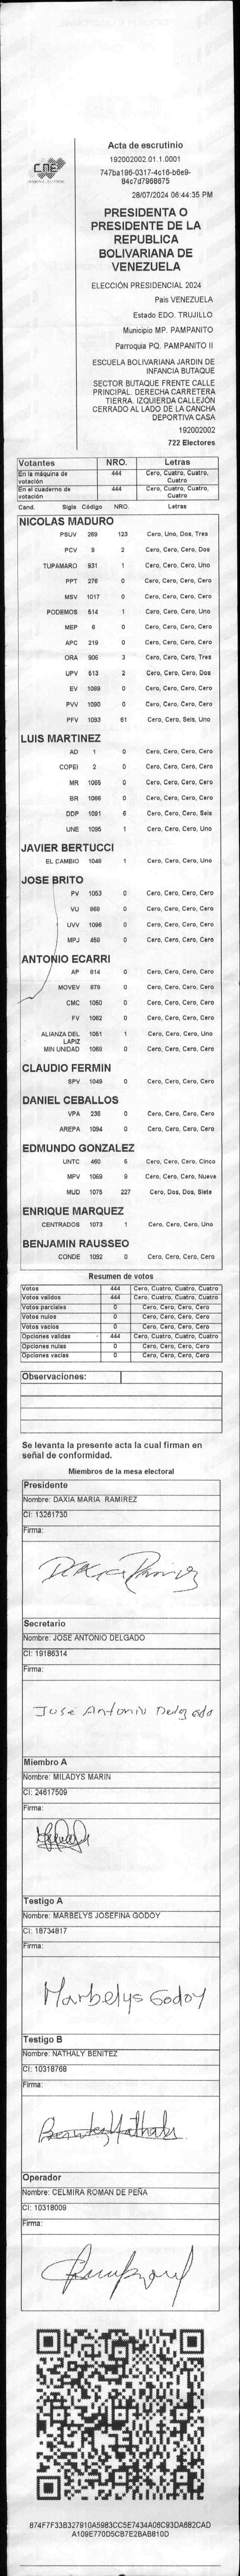 CNE
Acta de escrutinio
192002002.01.1.0001
747ba196-0317-4c16-b6e9-
84c7d7968675
28/07/2024 06:44:35 PM
PRESIDENTA O
PRESIDENTE DE LA
REPUBLICA
BOLIVARIANA DE
VENEZUELA
ELECCIÓN PRESIDENCIAL 2024
País VENEZUELA
Estado EDO. TRUJILLO
Municipio MP. PAMPANITO
Parroquia PQ. PAMPANITO II
ESCUELA BOLIVARIANA JARDIN DE
INFANCIA BUTAQUE
SECTOR BUTAQUE FRENTE CALLE
PRINCIPAL. DERECHA CARRETERA
TIERRA. IZQUIERDA CALLEJÓN
CERRADO AL LADO DE LA CANCHA
DEPORTIVA CASA
192002002
722 Electores
Votantes NRO. Letras
En la máquina de votación 444 Cero, Cuatro, Cuatro, Cuatro
En el cuaderno de votación 444 Cero, Cuatro, Cuatro, Cuatro
Cand. Sigla Código NRO. Letras
NICOLAS MADURO
PSUV 269 123 Cero, Uno, Dos, Tres
PCV 9 2 Cero, Cero, Cero, Dos
TUPAMARO 931 1 Cero, Cero, Cero, Uno
PPT 276 0 Cero, Cero, Cero, Cero
MSV 1017 0 Cero, Cero, Cero, Cero
PODEMOS 514 1 Cero, Cero, Cero, Uno
MEP 6 0 Cero, Cero, Cero, Cero
APC 219 0 Cero, Cero, Cero, Cero
ORA 906 3 Cero, Cero, Cero, Tres
UPV 513 2 Cero, Cero, Cero, Dos
EV 1089 0 Cero, Cero, Cero, Cero
PVV 1090 0 Cero, Cero, Cero, Cero
PFV 1093 61 Cero, Cero, Seis, Uno
LUIS MARTINEZ
AD 1 0 Cero, Cero, Cero, Cero
COPEI 2 0 Cero, Cero, Cero, Cero
MR 1065 0 Cero, Cero, Cero, Cero
BR 1066 0 Cero, Cero, Cero, Cero
DDP 1091 6 Cero, Cero, Cero, Seis
UNE 1095 1 Cero, Cero, Cero, Uno
JAVIER BERTUCCI
EL CAMBIO 1048 1 Cero, Cero, Cero, Uno
JOSE BRITO
PV 1053 0 Cero, Cero, Cero, Cero
VU 868 0 Cero, Cero, Cero, Cero
UVV 1096 0 Cero, Cero, Cero, Cero
MPJ 458 0 Cero, Cero, Cero, Cero
ANTONIO ECARRI
AP 914 0 Cero, Cero, Cero, Cero
MOVEV 979 0 Cero, Cero, Cero, Cero
CMC 1050 0 Cero, Cero, Cero, Cero
FV 1062 0 Cero, Cero, Cero, Cero
ALIANZA DEL LAPIZ 1051 1 Cero, Cero, Cero, Uno
MIN UNIDAD 1069 0 Cero, Cero, Cero, Cero
CLAUDIO FERMIN
SPV 1049 0 Cero, Cero, Cero, Cero
DANIEL CEBALLOS
VPA 236 0 Cero, Cero, Cero, Cero
AREPA 1094 0 Cero, Cero, Cero, Cero
EDMUNDO GONZALEZ
UNTC 460 5 Cero, Cero, Cero, Cinco
MPV 1069 9 Cero, Cero, Cero, Nueve
MUD 1075 227 Cero, Dos, Dos, Siete
ENRIQUE MARQUEZ
CENTRADOS 1073 1 Cero, Cero, Cero, Uno
BENJAMIN RAUSSEO
CONDE 1092 0 Cero, Cero, Cero, Cero
Resumen de votos
Votos 444 Cero, Cuatro, Cuatro, Cuatro
Votos validos 444 Cero, Cuatro, Cuatro, Cuatro
Votos parciales 0 Cero, Cero, Cero, Cero
Votos nulos 0 Cero, Cero, Cero, Cero
Votos vacios 0 Cero, Cero, Cero, Cero
Opciones validas 444 Cero, Cuatro, Cuatro, Cuatro
Opciones nulas 0 Cero, Cero, Cero, Cero
Opciones vacias 0 Cero, Cero, Cero, Cero
Observaciones:
Se levanta la presente acta la cual firman en
señal de conformidad.
Miembros de la mesa electoral
Presidente
Nombre: DAXIA MARIA RAMIREZ
CI: 13261730
Firma:
Secretario
Nombre: JOSE ANTONIO DELGADO
CI: 19186314
Firma:
José Antonio Delgado
Miembro A
Nombre: MILADYS MARIN
CI: 24617509
Firma:
Testigo A
Nombre: MARBELYS JOSEFINA GODOY
CI: 18734817
Firma:
Marbelys Godoy
Testigo B
Nombre: NATHALY BENITEZ
CI: 10318768
Firma:
Benitez Nathaly
Operador
Nombre: CELMIRA ROMAN DE PEÑA
CI: 10318009
Firma:
874F7F33B327910A5983CC5E7434A06C93DA682CAD
A109E770D5CB7E2BAB810D